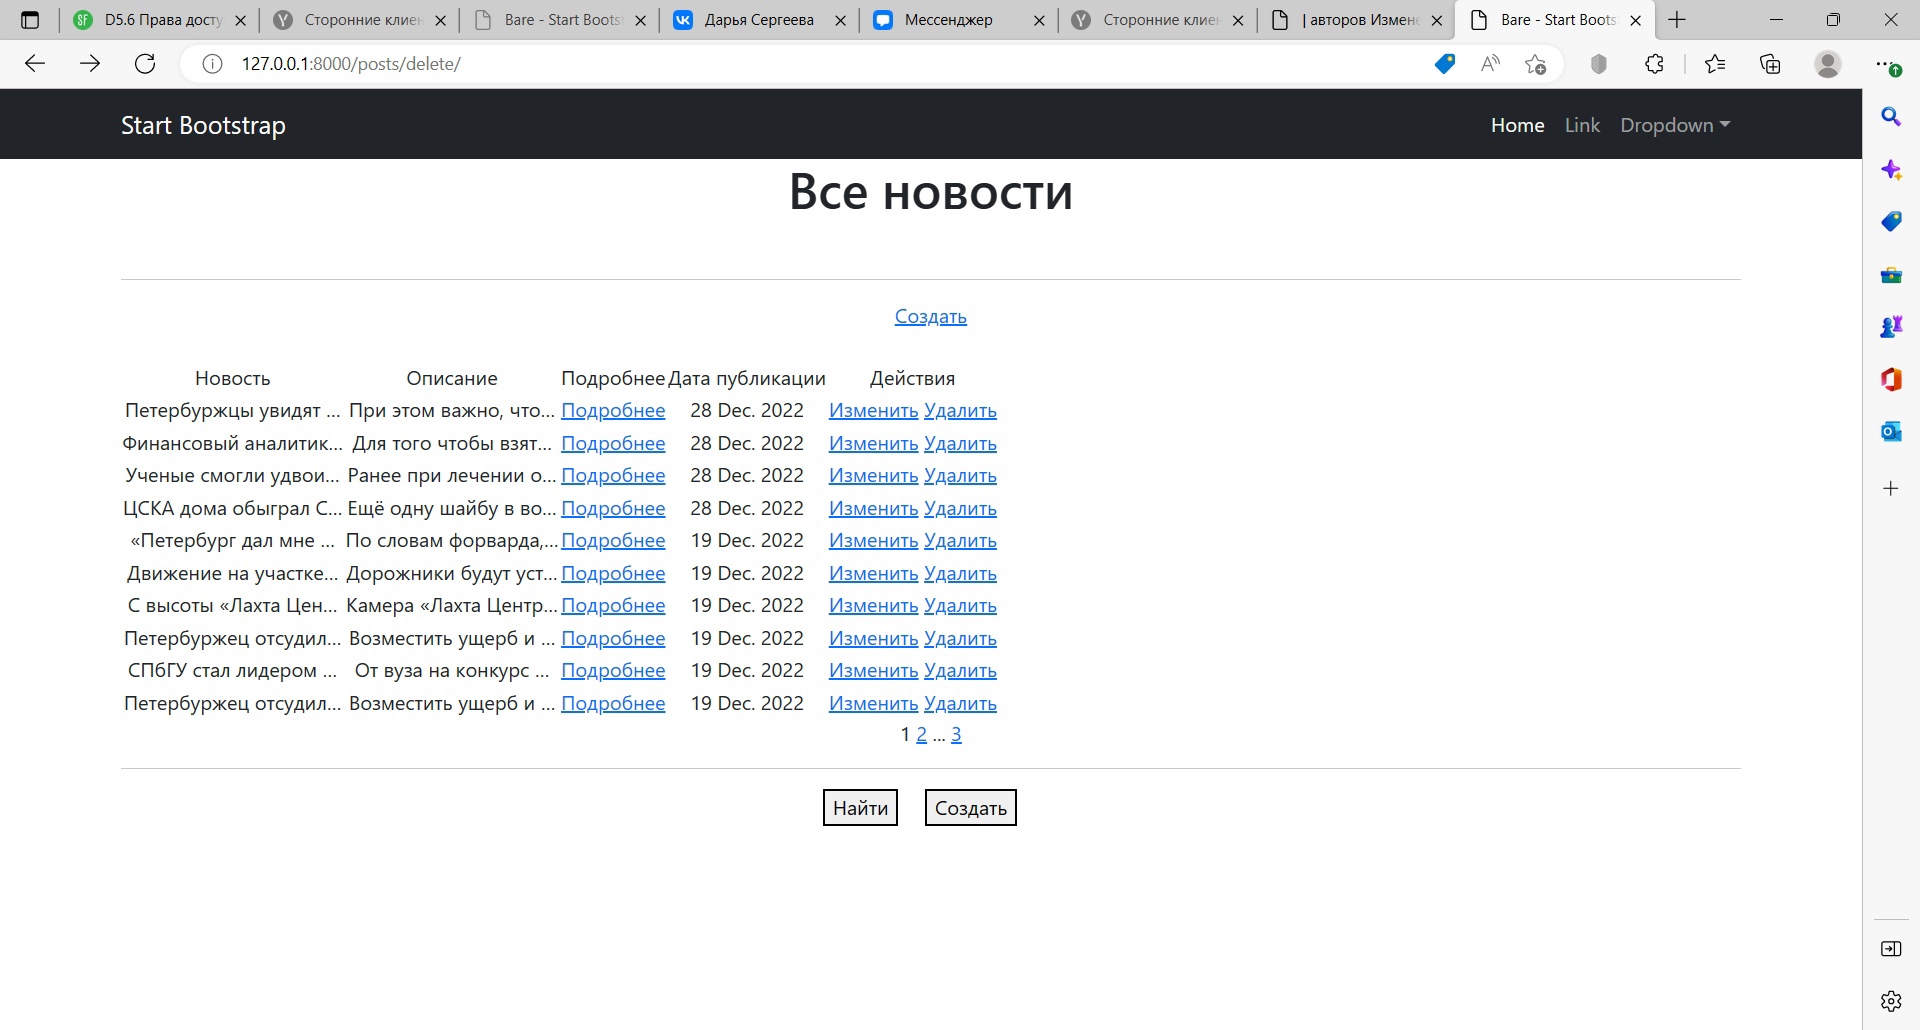 D5.6 Права досту
Сторонние клиен
Bare - Start Boots
Дарья Сергеева
Мессенджер
Сторонние клиен
| авторов Измене
Bare - Start Boots
127.0.0.1:8000/posts/delete/
Start Bootstrap
Home Link Dropdown
Все новости
Создать
Новость Описание Подробнее Дата публикации Действия
Петербуржцы увидят ... При этом важно, что... Подробнее 28 Dec. 2022 Изменить Удалить
Финансовый аналитик... Для того чтобы взят... Подробнее 28 Dec. 2022 Изменить Удалить
Ученые смогли удвои... Ранее при лечении о... Подробнее 28 Dec. 2022 Изменить Удалить
ЦСКА дома обыграл С... Ещё одну шайбу в во... Подробнее 28 Dec. 2022 Изменить Удалить
«Петербург дал мне ... По словам форварда,... Подробнее 19 Dec. 2022 Изменить Удалить
Движение на участке... Дорожники будут уст... Подробнее 19 Dec. 2022 Изменить Удалить
С высоты «Лахта Цен... Камера «Лахта Центр... Подробнее 19 Dec. 2022 Изменить Удалить
Петербуржец отсудил... Возместить ущерб и ... Подробнее 19 Dec. 2022 Изменить Удалить
СПбГУ стал лидером ... От вуза на конкурс ... Подробнее 19 Dec. 2022 Изменить Удалить
Петербуржец отсудил... Возместить ущерб и ... Подробнее 19 Dec. 2022 Изменить Удалить
1 2 ... 3
Найти Создать